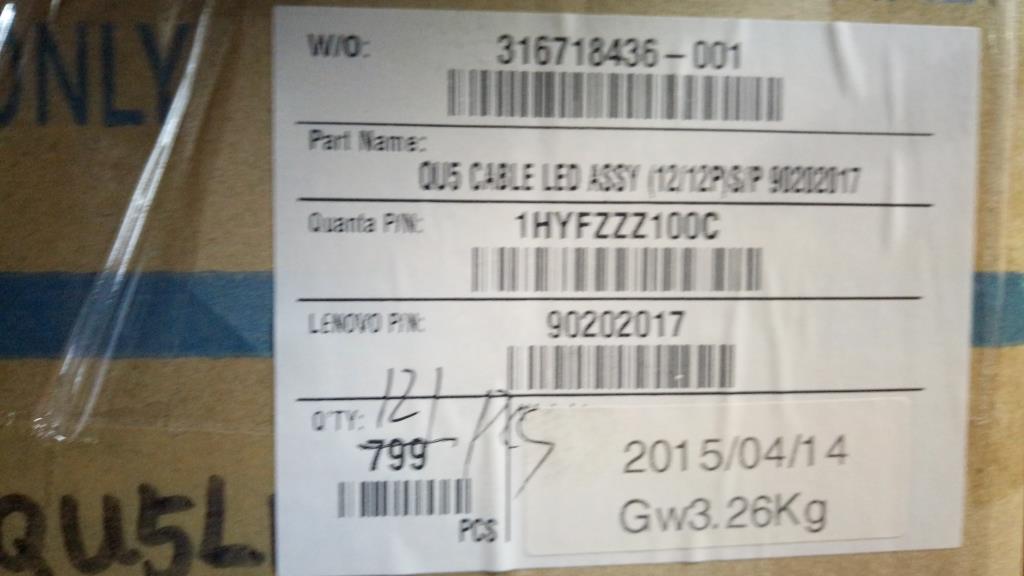 ONLY
W/O: 316718436-001
Part Name:
QU5 CABLE LED ASSY (12/12P)S/P 90202017
Quanta P/N: 1HYFZZZ100C
LENOVO P/N: 90202017
Q'TY: 121 PCS
799
PCS
2015/04/14
Gw3.26Kg
QU5L